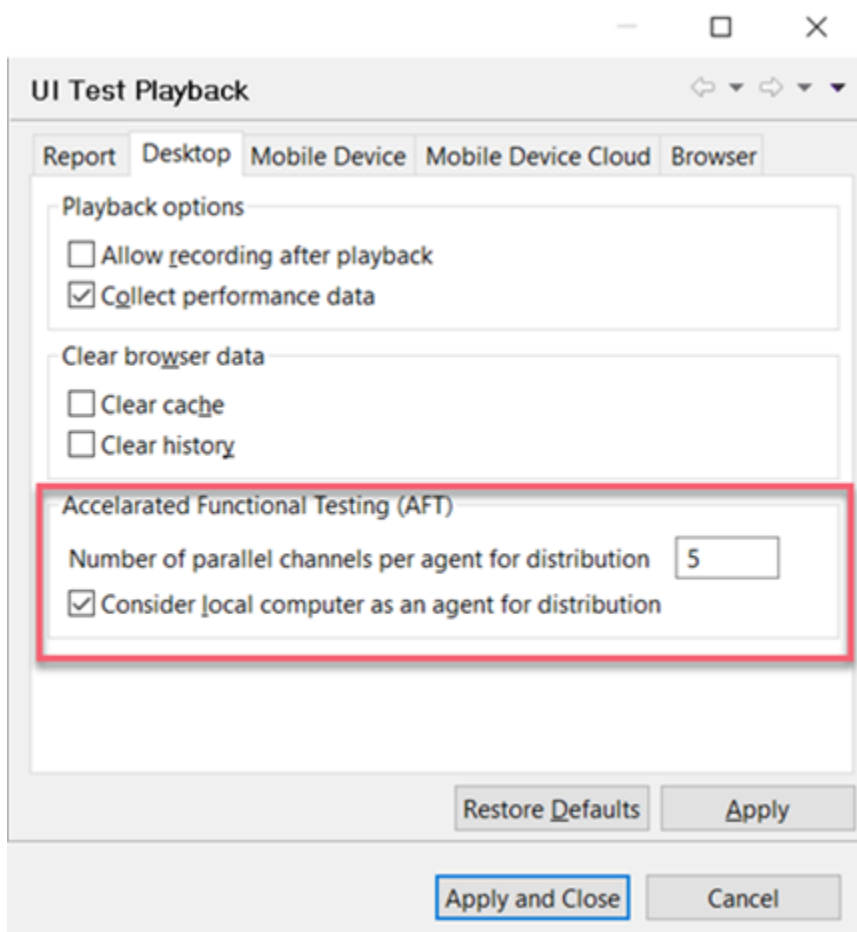 UI Test Playback
Report Desktop Mobile Device Mobile Device Cloud Browser
Playback options
Allow recording after playback
Collect performance data
Clear browser data
Clear cache
Clear history
Accelarated Functional Testing (AFT)
Number of parallel channels per agent for distribution 5
Consider local computer as an agent for distribution
Restore Defaults Apply
Apply and Close Cancel